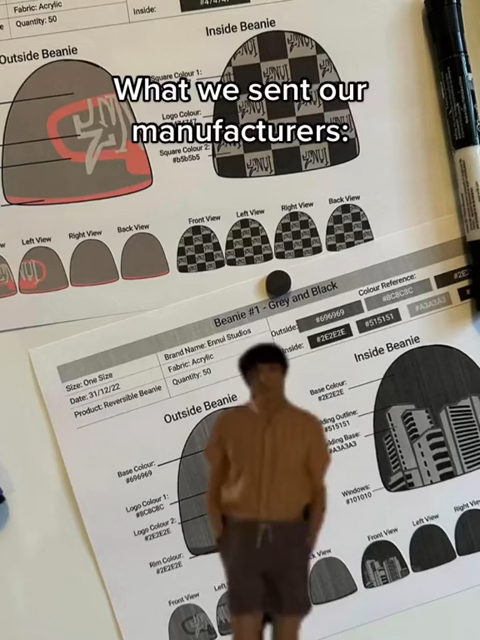 Fabric: Acrylic
Quantity: 50
Inside:
Outside Beanie
Inside Beanie
Square Colour 1:
Logo Colour:
Square Colour 2:
#b5b5b5
What we sent our
manufacturers:
Left View
Right View
Back View
Front View
Left View
Right View
Back View
Beanie #1 - Grey and Black
Size: One Size
Date: 31/12/22
Product: Reversible Beanie
Brand Name: Ennui Studios
Fabric: Acrylic
Quantity: 50
Colour Reference:
Outside:
#696969
#8C8C8C
Inside:
#2E2E2E
#515151
#A3A3A3
Outside Beanie
Inside Beanie
Base Colour:
#696969
Logo Colour 1:
#8C8C8C
Logo Colour 2:
#2E2E2E
Rim Colour:
#2E2E2E
Base Colour:
#2E2E2E
Outline:
#515151
Base:
#A3A3A3
Windows:
#101010
Front View
View
Front View
Left View
Right